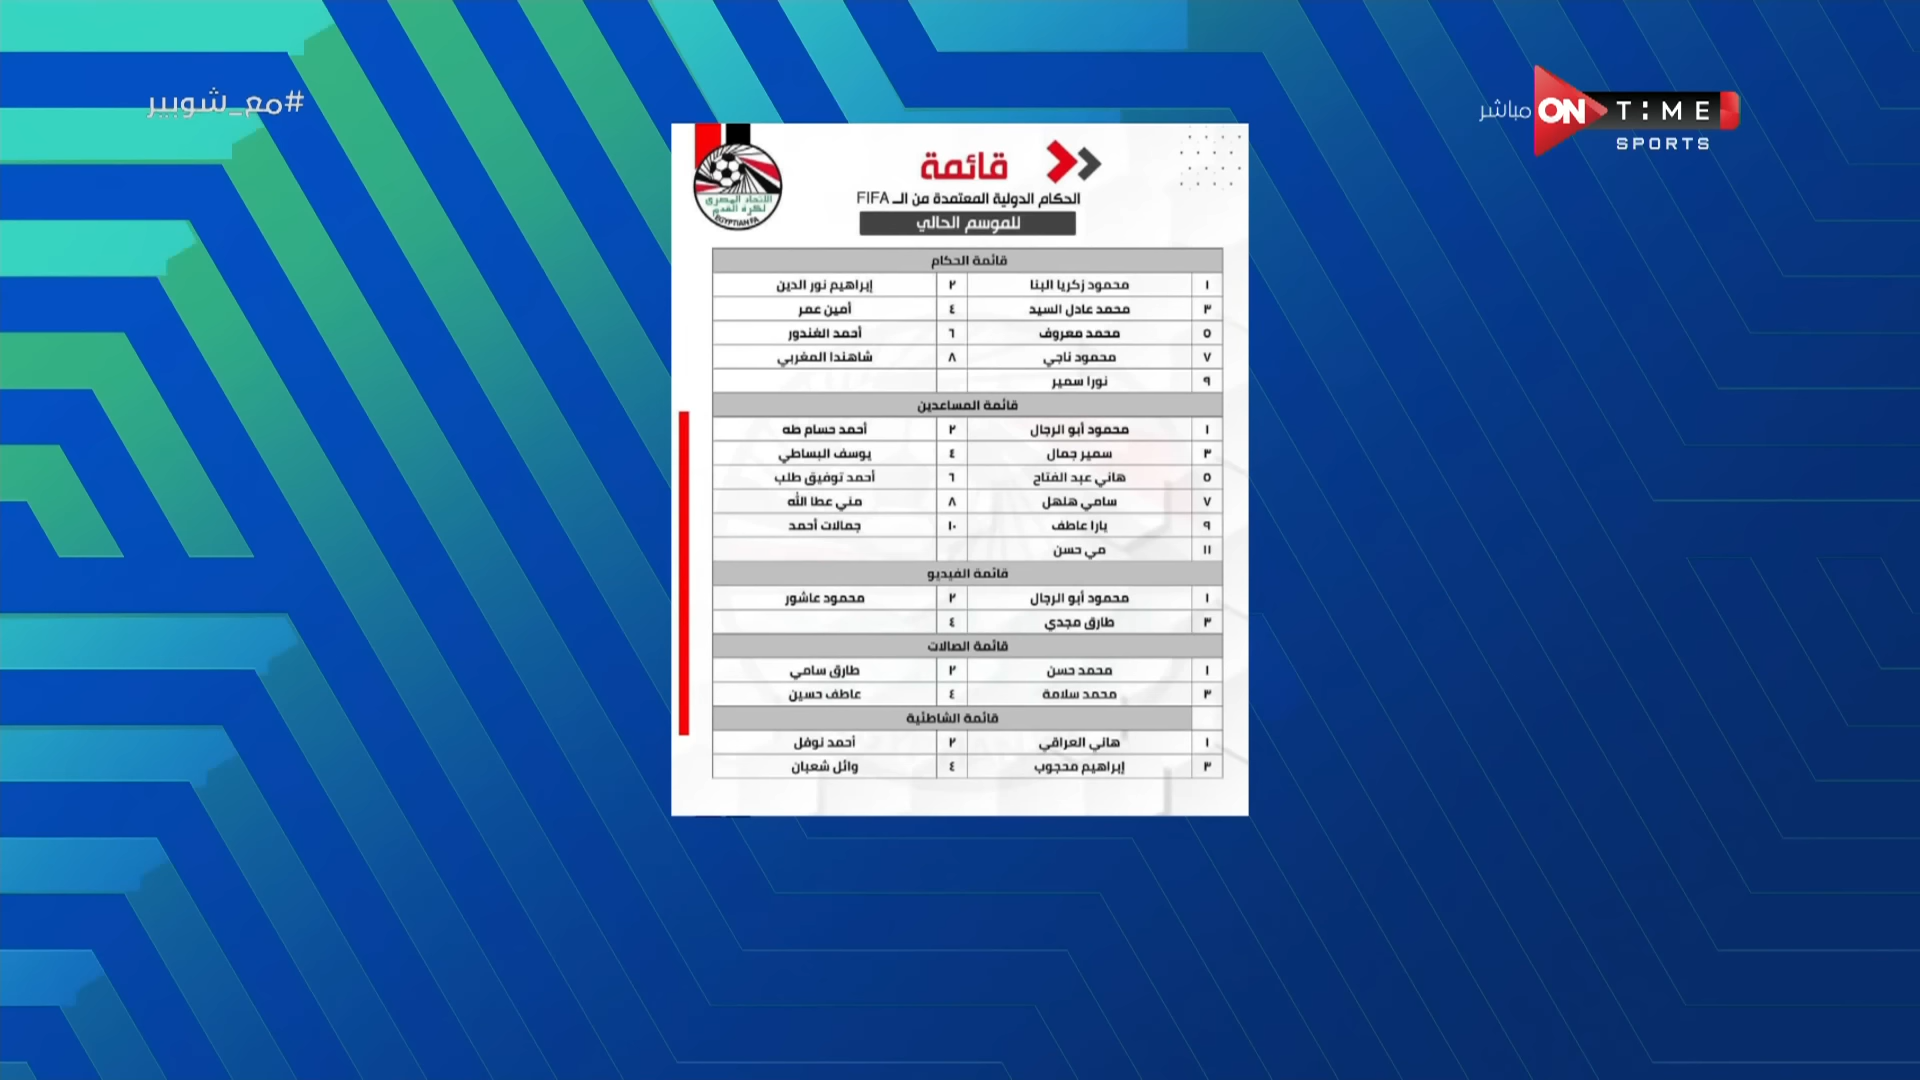 #مع_شوبير
مباشر ON TIME
SPORTS
قائمة
الحكام الدولية المعتمدة من الـ FIFA
للموسم الحالي
الاتحاد المصرى
لكرة القدم
EGYPTIAN FA
قائمة الحكام
١ محمود زكريا البنا ٢ إبراهيم نور الدين
٣ محمد عادل السيد ٤ أمين عمر
٥ محمد معروف ٦ أحمد الغندور
٧ محمود ناجي ٨ شاهندا المغربي
٩ نورا سمير
قائمة المساعدين
١ محمود أبو الرجال ٢ أحمد حسام طه
٣ سمير جمال ٤ يوسف البساطي
٥ هاني عبد الفتاح ٦ أحمد توفيق طلب
٧ سامي هلهل ٨ مني عطا الله
٩ يارا عاطف ١٠ جمالات أحمد
١١ مي حسن
قائمة الفيديو
١ محمود أبو الرجال ٢ محمود عاشور
٣ طارق مجدي ٤
قائمة الصالات
١ محمد حسن ٢ طارق سامي
٣ محمد سلامة ٤ عاطف حسين
قائمة الشاطئية
١ هاني العراقي ٢ أحمد نوفل
٣ إبراهيم محجوب ٤ وائل شعبان